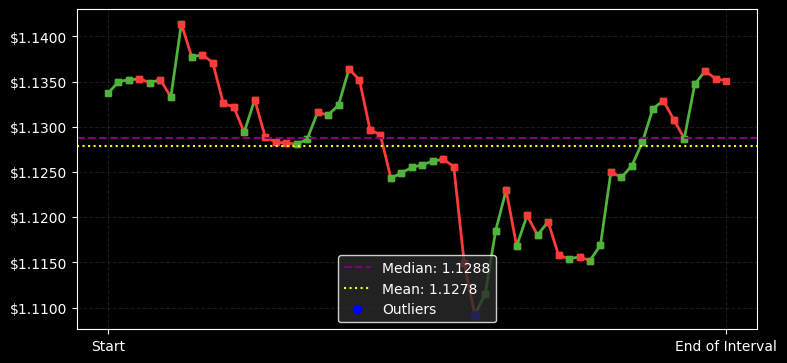 $1.1400
$1.1350
$1.1300
$1.1250
$1.1200
$1.1150
$1.1100
Median: 1.1288
Mean: 1.1278
Outliers
Start
End of Interval